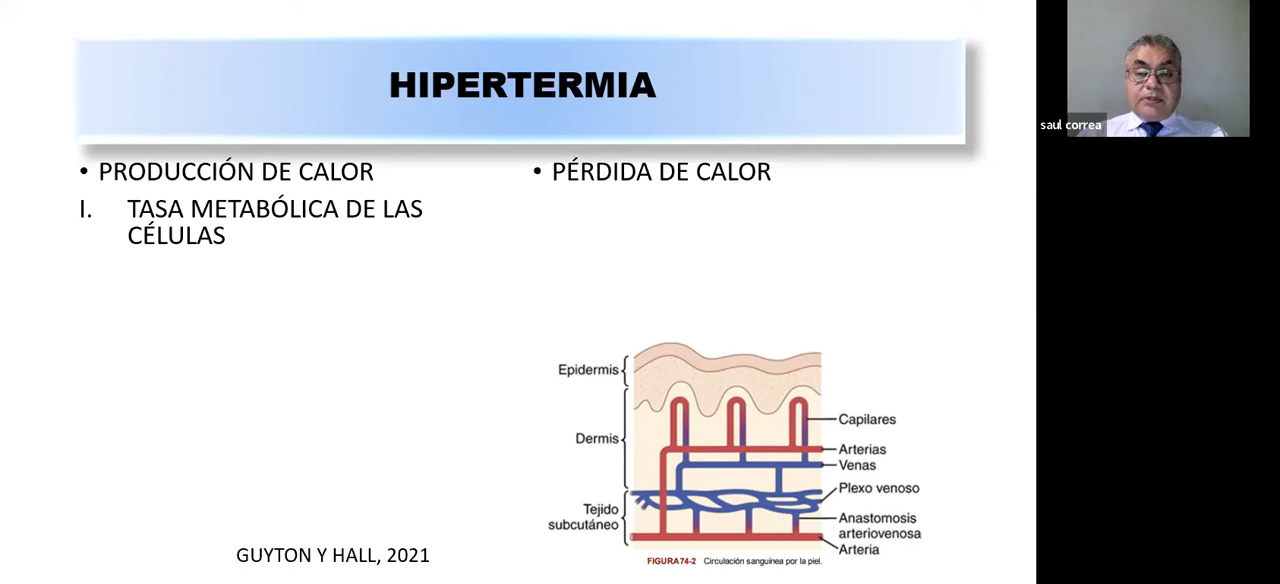 HIPERTERMIA
• PRODUCCIÓN DE CALOR
I. TASA METABÓLICA DE LAS
CÉLULAS
• PÉRDIDA DE CALOR
Epidermis
Dermis
Tejido
subcutáneo
Capilares
Arterias
Venas
Plexo venoso
Anastomosis
arteriovenosa
Arteria
FIGURA 74-2 Circulación sanguínea por la piel.
GUYTON Y HALL, 2021
saul correa